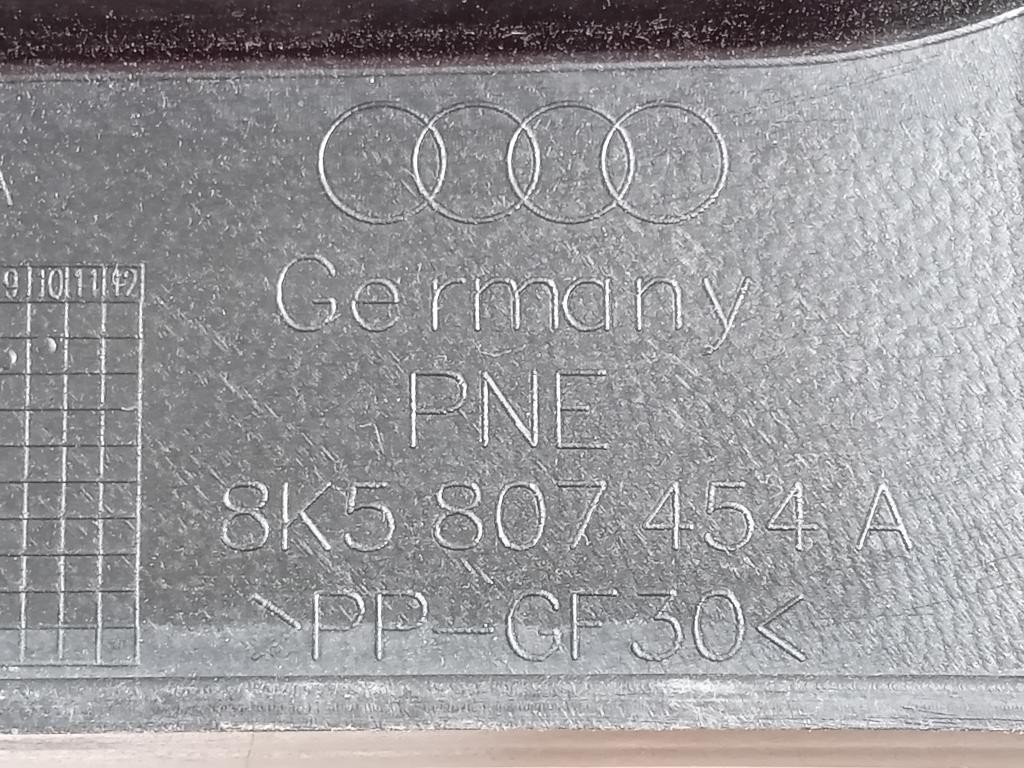 Germany
PNE
9 10 11 12
8K5 807 454 A
>PP-GF30<